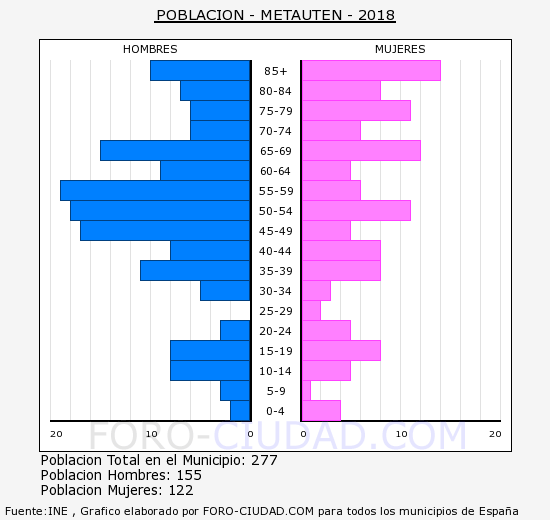 POBLACION - METAUTEN - 2018
HOMBRES MUJERES
85+
80-84
75-79
70-74
65-69
60-64
55-59
50-54
45-49
40-44
35-39
30-34
25-29
20-24
15-19
10-14
5-9
0-4
20 10 0 0 10 20
FORO-CIUDAD.COM
Poblacion Total en el Municipio: 277
Poblacion Hombres: 155
Poblacion Mujeres: 122
Fuente:INE , Grafico elaborado por FORO-CIUDAD.COM para todos los municipios de España